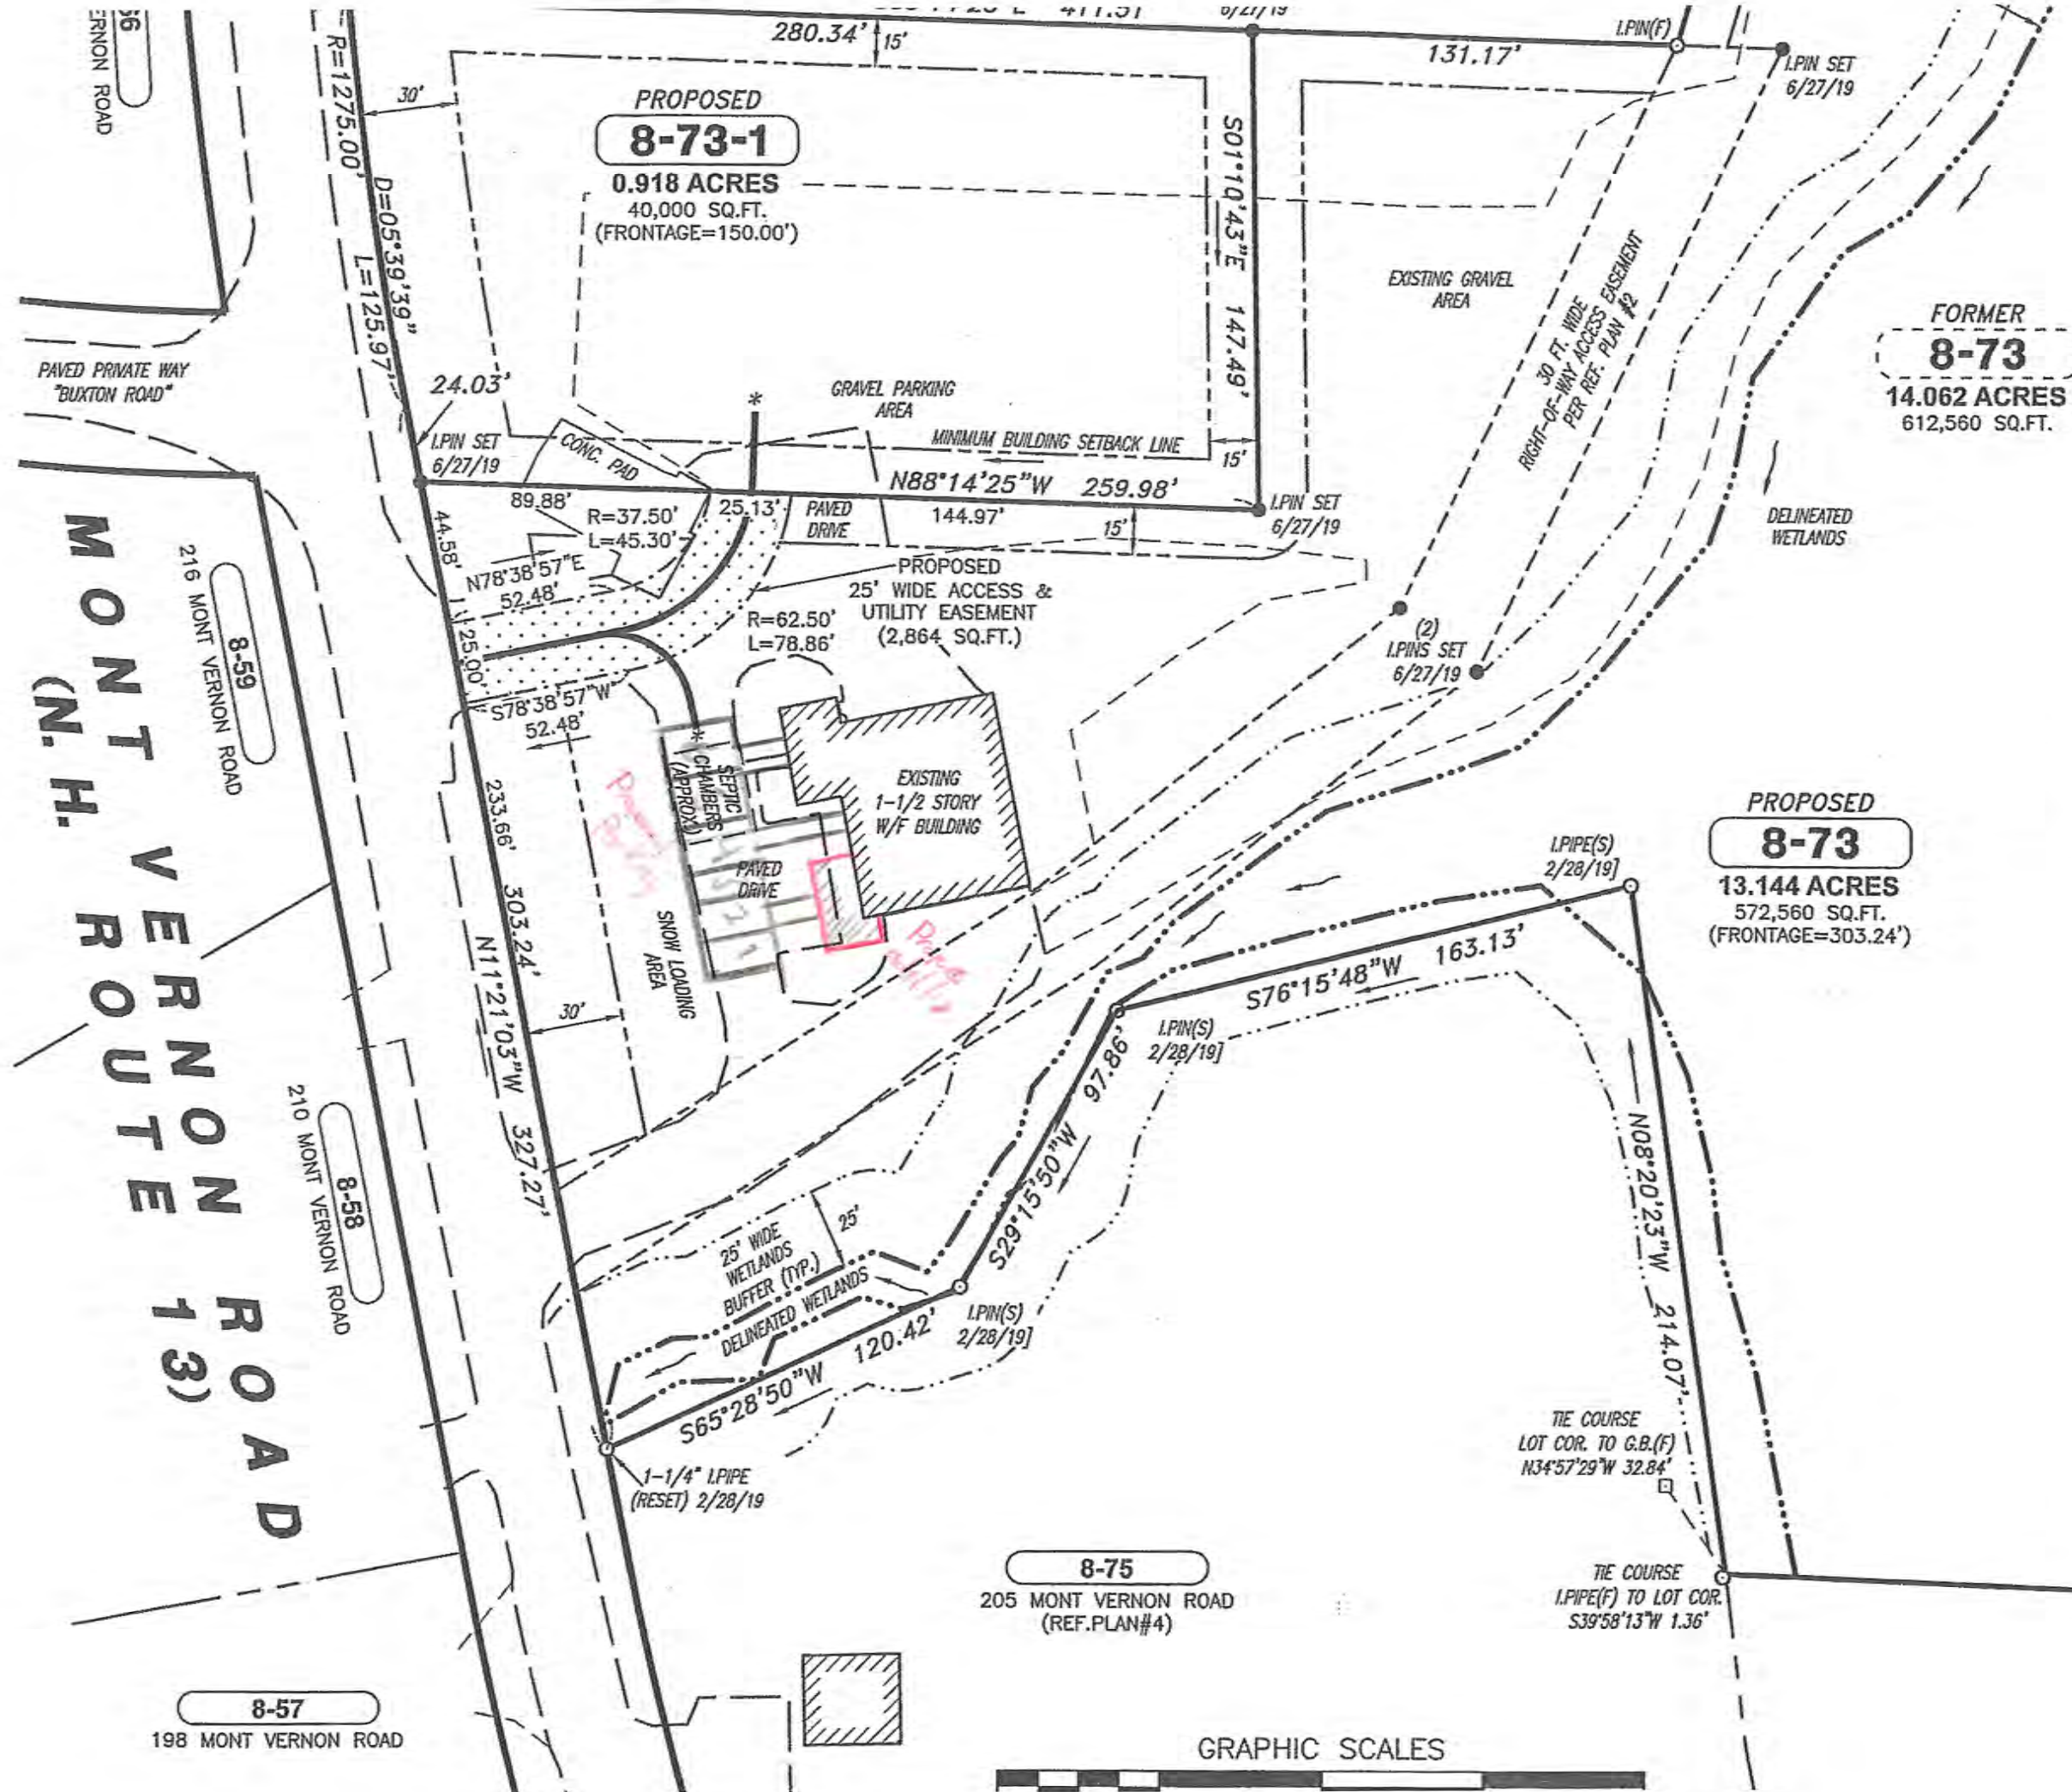 ERNON ROAD
R=1275.00'
D=05°39'39"
L=125.97'
280.34'
15'
6/27/19
131.17'
I.PIN(F)
I.PIN SET
6/27/19
30'
PROPOSED
8-73-1
0.918 ACRES
40,000 SQ.FT.
(FRONTAGE=150.00')
S01°10'43"E 147.49'
EXISTING GRAVEL
AREA
30 FT. WIDE
RIGHT-OF-WAY ACCESS EASEMENT
PER REF. PLAN #2
FORMER
8-73
14.062 ACRES
612,560 SQ.FT.
PAVED PRIVATE WAY
"BUXTON ROAD"
24.03'
I.PIN SET
6/27/19
CONC. PAD
*
GRAVEL PARKING
AREA
MINIMUM BUILDING SETBACK LINE
15'
N88°14'25"W 259.98'
I.PIN SET
6/27/19
DELINEATED
WETLANDS
89.88'
R=37.50'
L=45.30'
25.13'
PAVED
DRIVE
144.97'
15'
44.58'
N78°38'57"E
52.48'
PROPOSED
25' WIDE ACCESS &
UTILITY EASEMENT
(2,864 SQ.FT.)
R=62.50'
L=78.86'
25.00'
S78°38'57"W
52.48'
(2)
I.PINS SET
6/27/19
MONT VERNON ROAD
(N.H. ROUTE 13)
8-59
216 MONT VERNON ROAD
*
SEPTIC
CHAMBERS
(APPROX.)
EXISTING
1-1/2 STORY
W/F BUILDING
PAVED
DRIVE
SNOW LOADING
AREA
233.66'
303.24'
N11°21'03"W 327.27'
30'
PROPOSED
8-73
13.144 ACRES
572,560 SQ.FT.
(FRONTAGE=303.24')
I.PIPE(S)
2/28/19]
S76°15'48"W 163.13'
I.PIN(S)
2/28/19]
S29°15'50"W 97.86'
N08°20'23"W 214.07'
8-58
210 MONT VERNON ROAD
25' WIDE
WETLANDS
BUFFER (TYP.)
25'
DELINEATED WETLANDS
I.PIN(S)
2/28/19]
S65°28'50"W 120.42'
1-1/4" I.PIPE
(RESET) 2/28/19
TIE COURSE
LOT COR. TO G.B.(F)
N34°57'29"W 32.84'
8-75
205 MONT VERNON ROAD
(REF.PLAN#4)
TIE COURSE
I.PIPE(F) TO LOT COR.
S39°58'13"W 1.36'
8-57
198 MONT VERNON ROAD
GRAPHIC SCALES